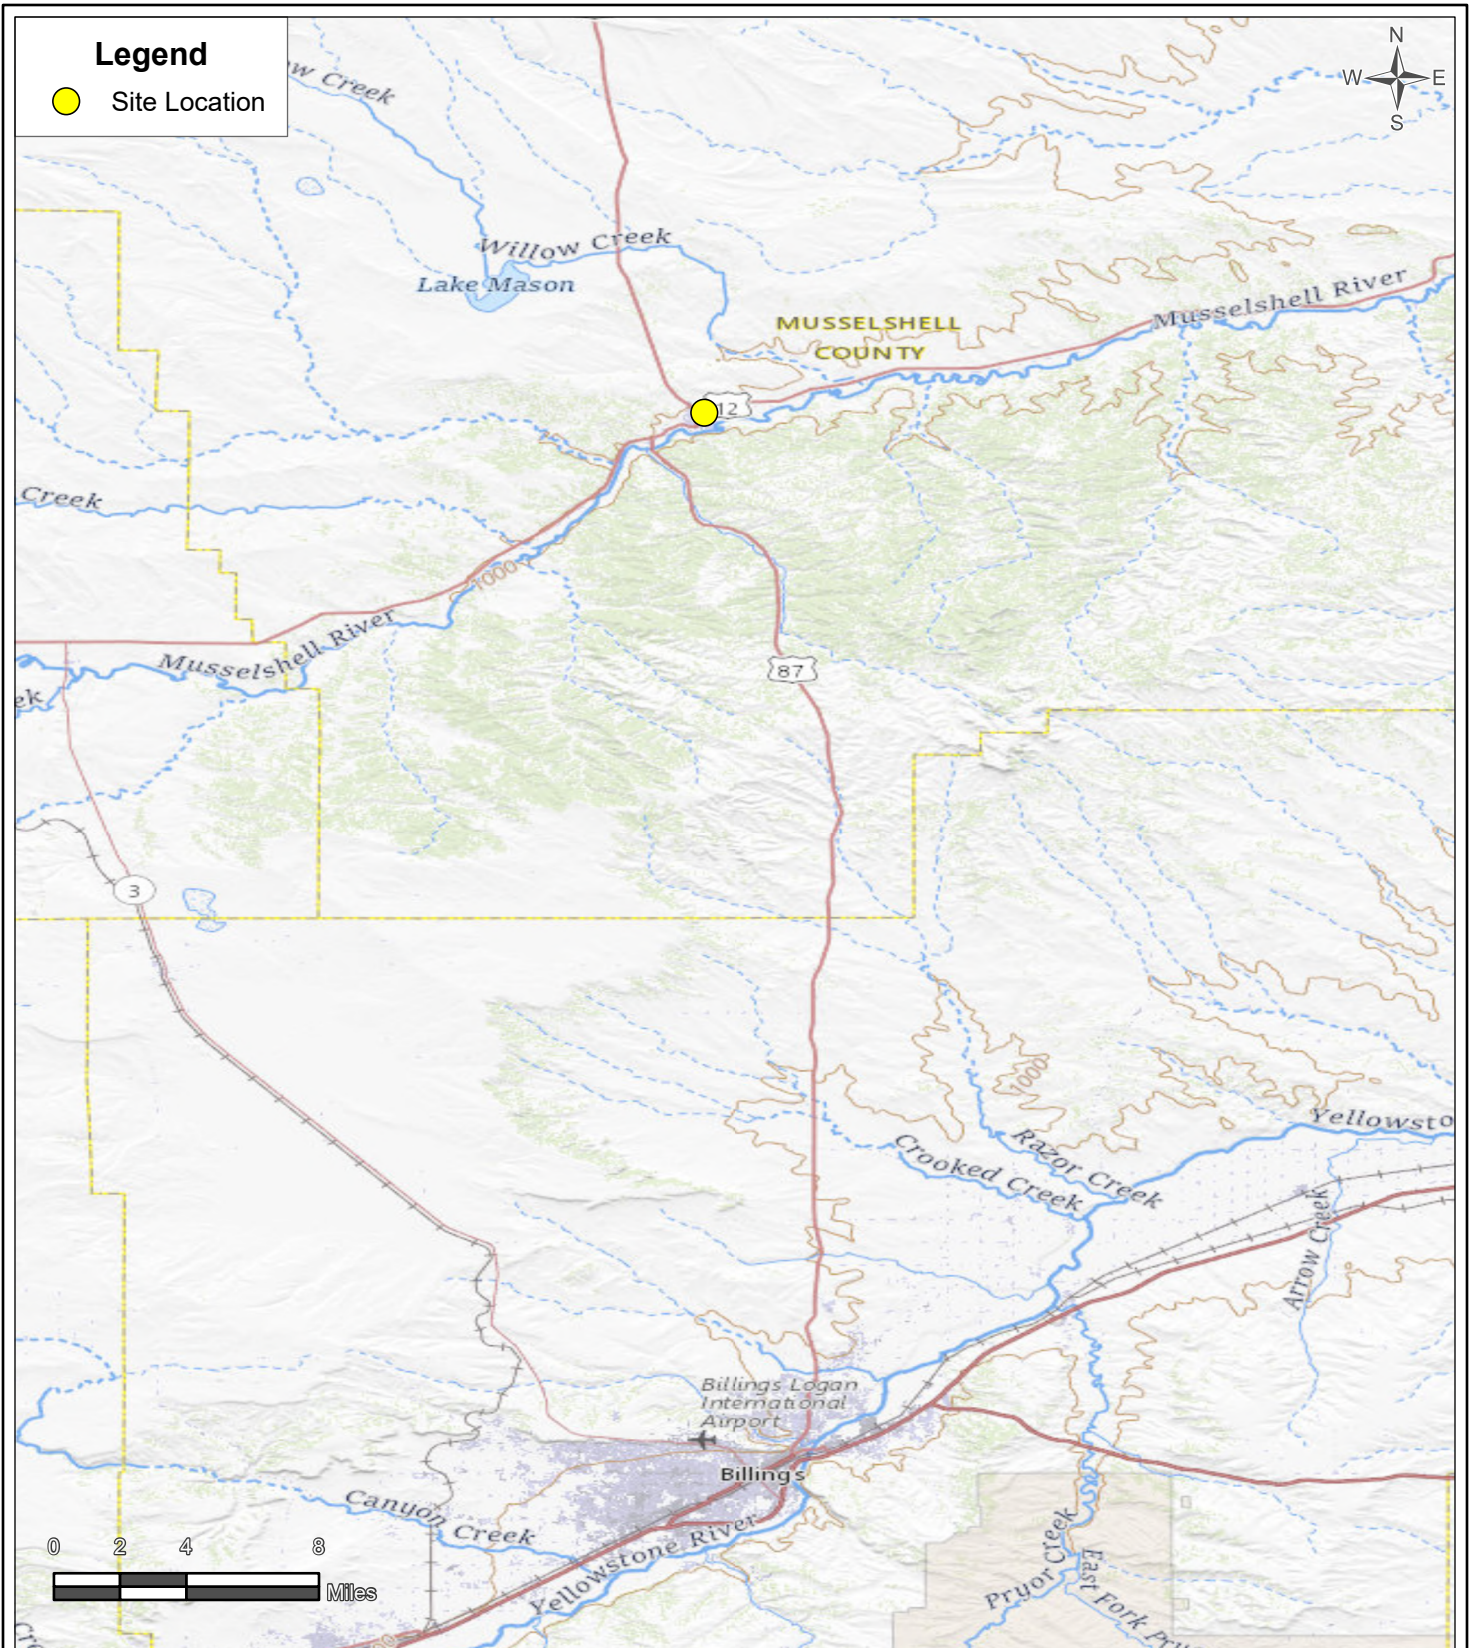 Legend
Site Location
N
W E
S
ow Creek
Willow Creek
Lake Mason
MUSSELSHELL
COUNTY
Musselshell River
12
Creek
1000
Musselshell River
ek
87
3
1000
Yellowsto
Razor Creek
Crooked Creek
Arrow Creek
Billings Logan
International
Airport
Billings
Canyon Creek
Yellowstone River
Pryor Creek
East Fork Pry
0 2 4 8
Miles
Cre